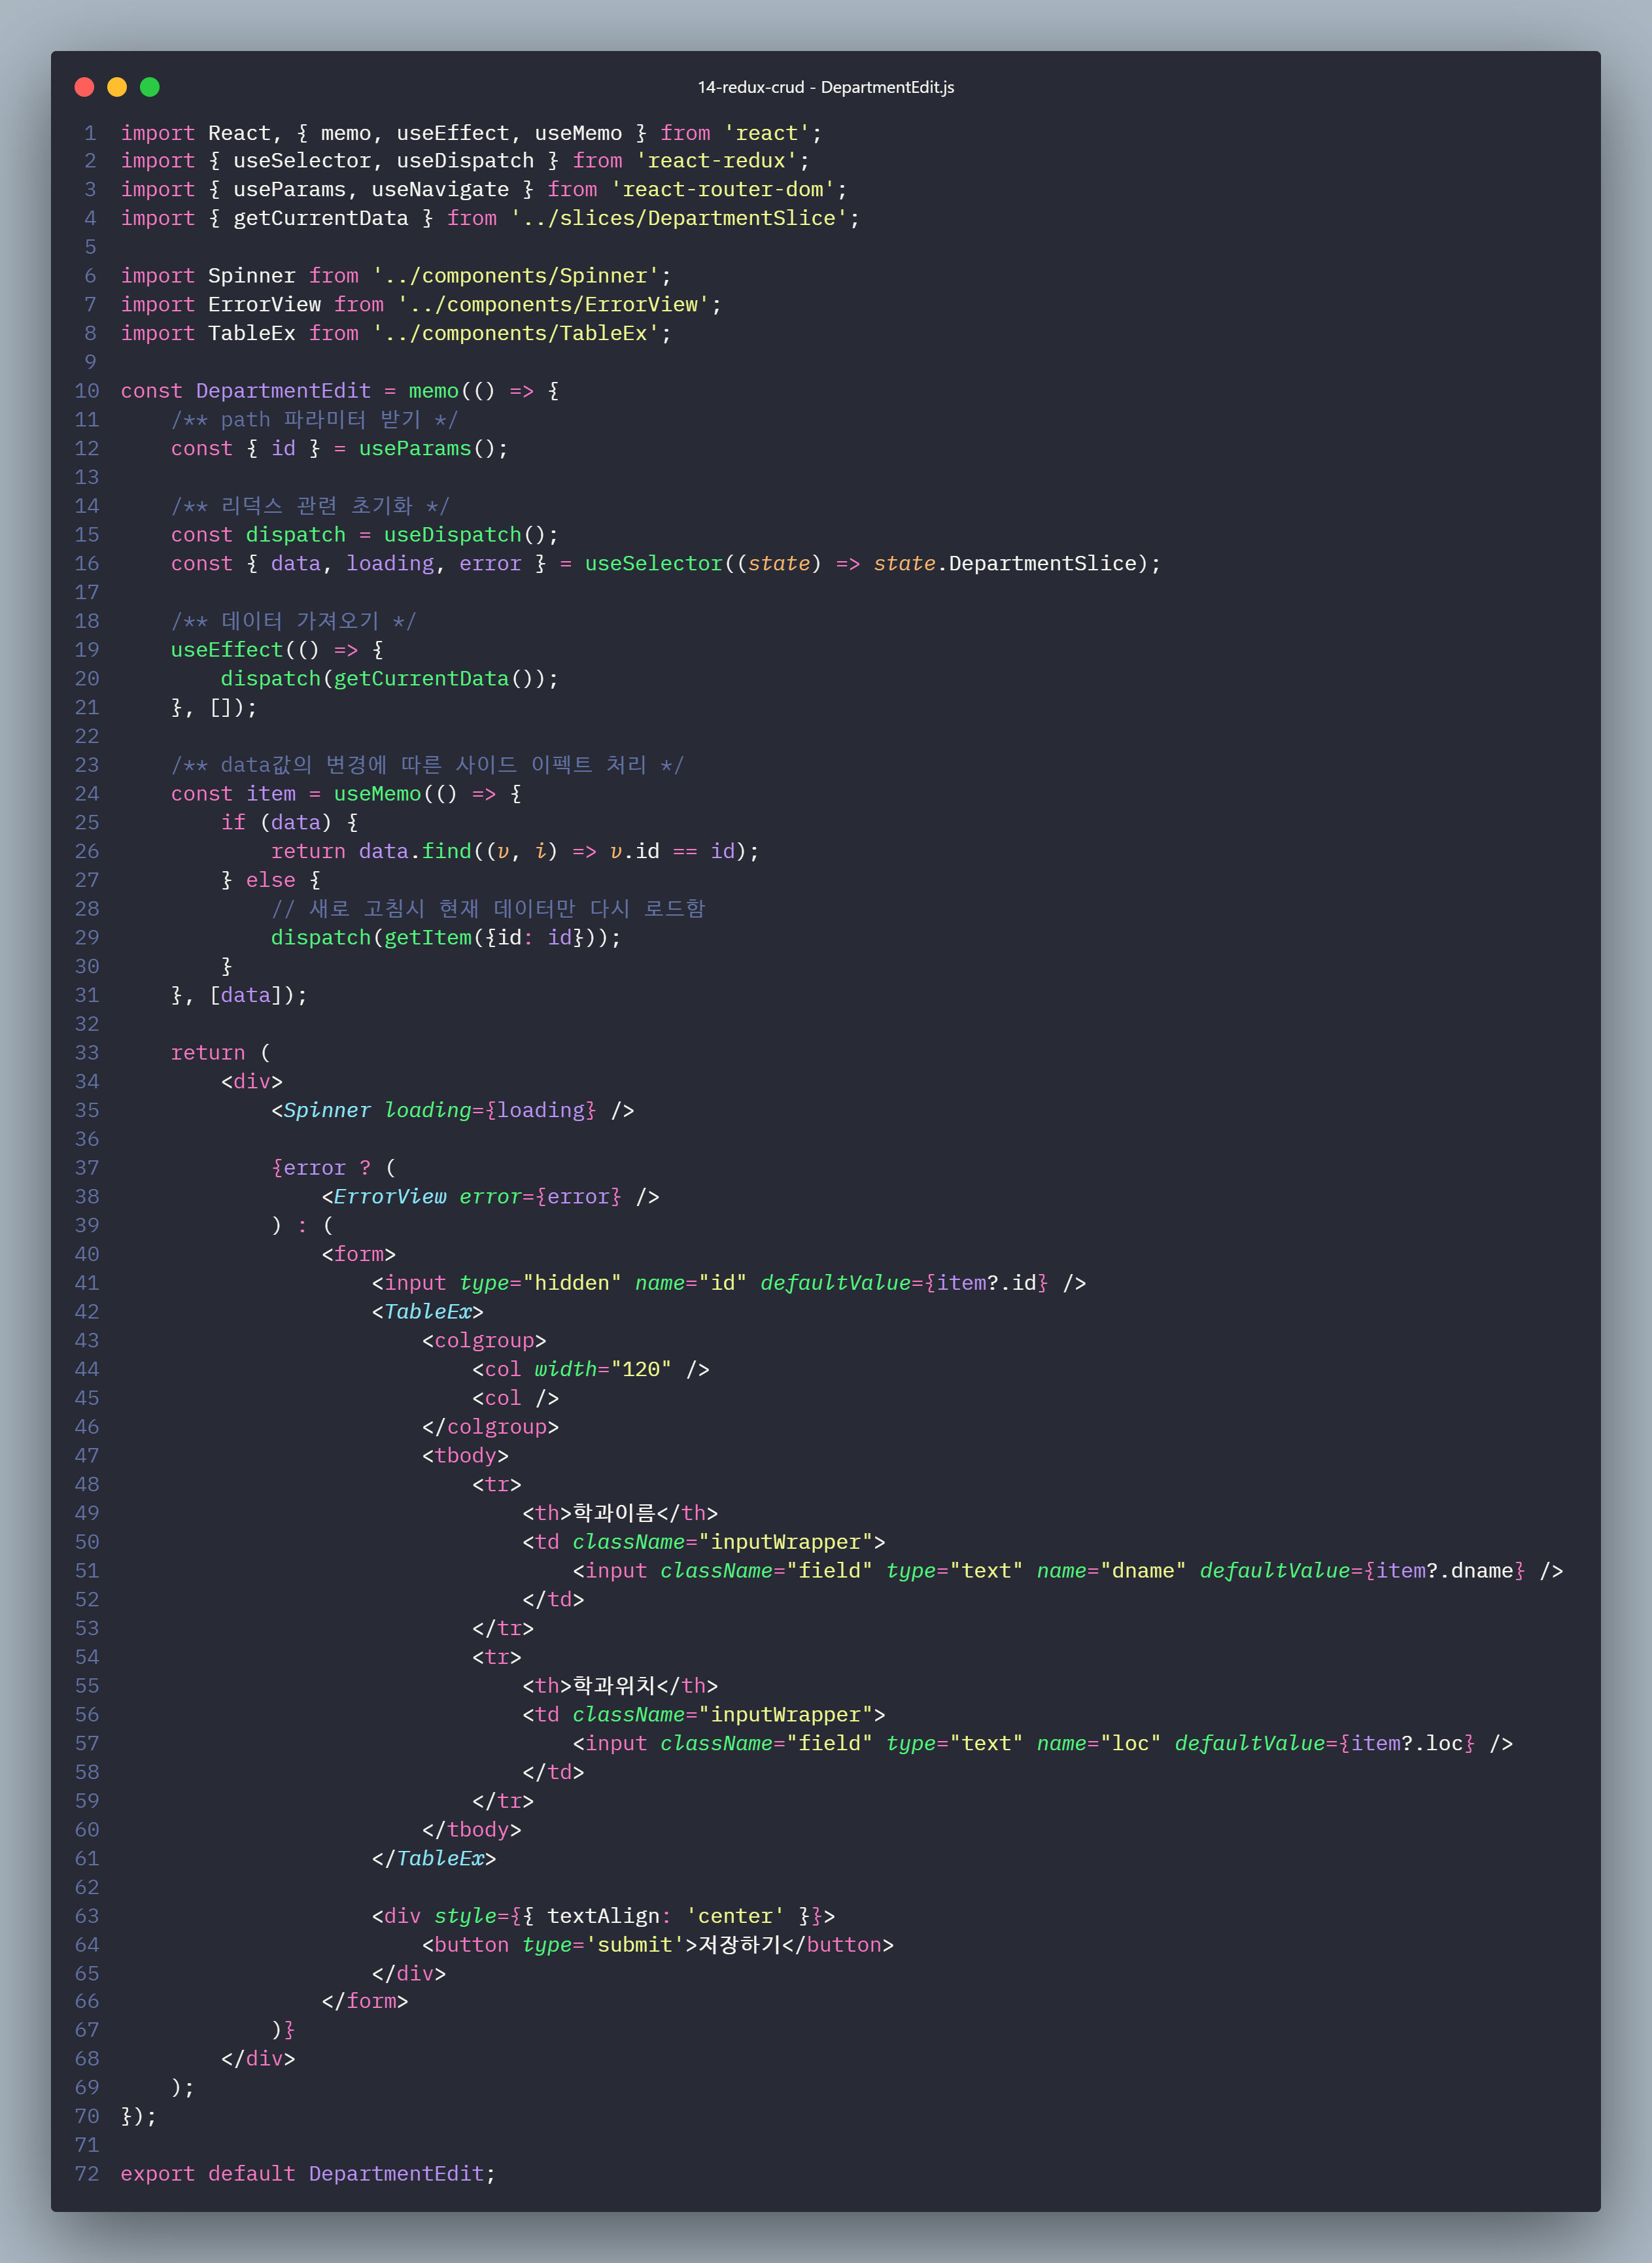 14-redux-crud - DepartmentEdit.js
1 import React, { memo, useEffect, useMemo } from 'react';
2 import { useSelector, useDispatch } from 'react-redux';
3 import { useParams, useNavigate } from 'react-router-dom';
4 import { getCurrentData } from '../slices/DepartmentSlice';
5
6 import Spinner from '../components/Spinner';
7 import ErrorView from '../components/ErrorView';
8 import TableEx from '../components/TableEx';
9
10 const DepartmentEdit = memo(() => {
11     /** path 파라미터 받기 */
12     const { id } = useParams();
13
14     /** 리덕스 관련 초기화 */
15     const dispatch = useDispatch();
16     const { data, loading, error } = useSelector((state) => state.DepartmentSlice);
17
18     /** 데이터 가져오기 */
19     useEffect(() => {
20         dispatch(getCurrentData());
21     }, []);
22
23     /** data값의 변경에 따른 사이드 이펙트 처리 */
24     const item = useMemo(() => {
25         if (data) {
26             return data.find((v, i) => v.id == id);
27         } else {
28             // 새로 고침시 현재 데이터만 다시 로드함
29             dispatch(getItem({id: id}));
30         }
31     }, [data]);
32
33     return (
34         <div>
35             <Spinner loading={loading} />
36
37             {error ? (
38                 <ErrorView error={error} />
39             ) : (
40                 <form>
41                     <input type="hidden" name="id" defaultValue={item?.id} />
42                     <TableEx>
43                         <colgroup>
44                             <col width="120" />
45                             <col />
46                         </colgroup>
47                         <tbody>
48                             <tr>
49                                 <th>학과이름</th>
50                                 <td className="inputWrapper">
51                                     <input className="field" type="text" name="dname" defaultValue={item?.dname} />
52                                 </td>
53                             </tr>
54                             <tr>
55                                 <th>학과위치</th>
56                                 <td className="inputWrapper">
57                                     <input className="field" type="text" name="loc" defaultValue={item?.loc} />
58                                 </td>
59                             </tr>
60                         </tbody>
61                     </TableEx>
62
63                     <div style={{ textAlign: 'center' }}>
64                         <button type='submit'>저장하기</button>
65                     </div>
66                 </form>
67             )}
68         </div>
69     );
70 });
71
72 export default DepartmentEdit;